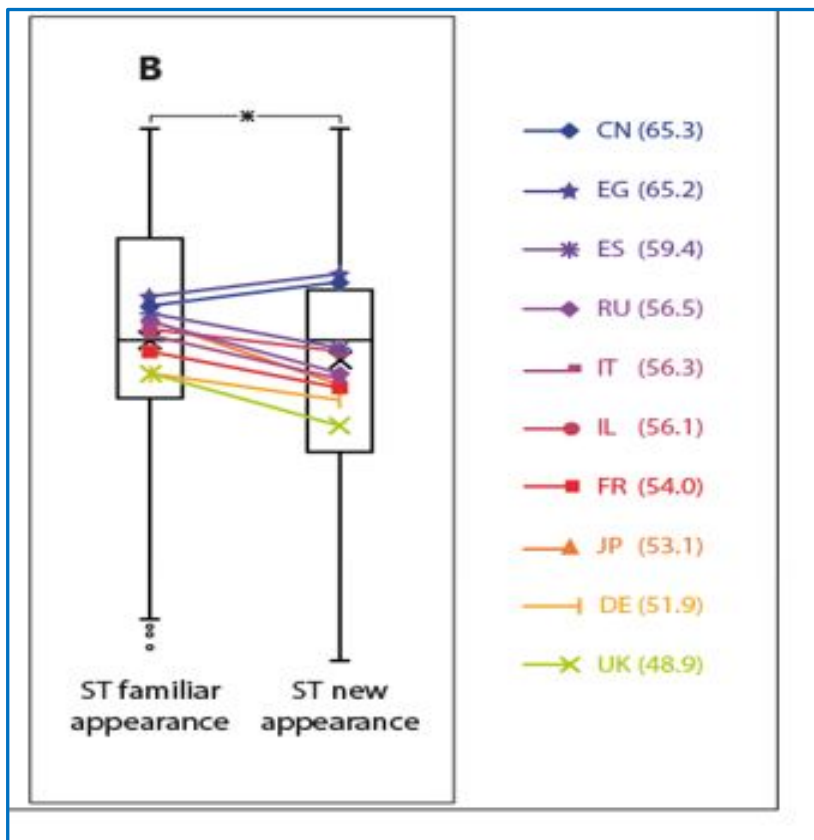 B
*
CN (65.3)
EG (65.2)
ES (59.4)
RU (56.5)
IT (56.3)
IL (56.1)
FR (54.0)
JP (53.1)
DE (51.9)
UK (48.9)
ST familiar appearance
ST new appearance